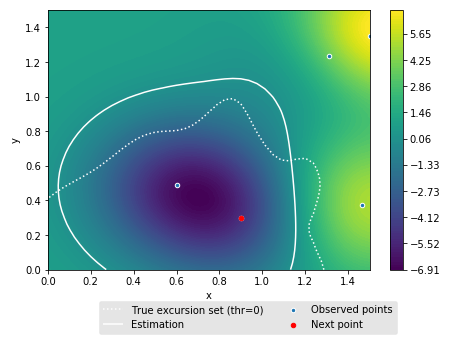 1.4
1.2
1.0
0.8
0.6
0.4
0.2
0.0
y
0.0 0.2 0.4 0.6 0.8 1.0 1.2 1.4
x
5.65
4.25
2.86
1.46
0.06
-1.33
-2.73
-4.12
-5.52
-6.91
True excursion set (thr=0)
Estimation
Observed points
Next point